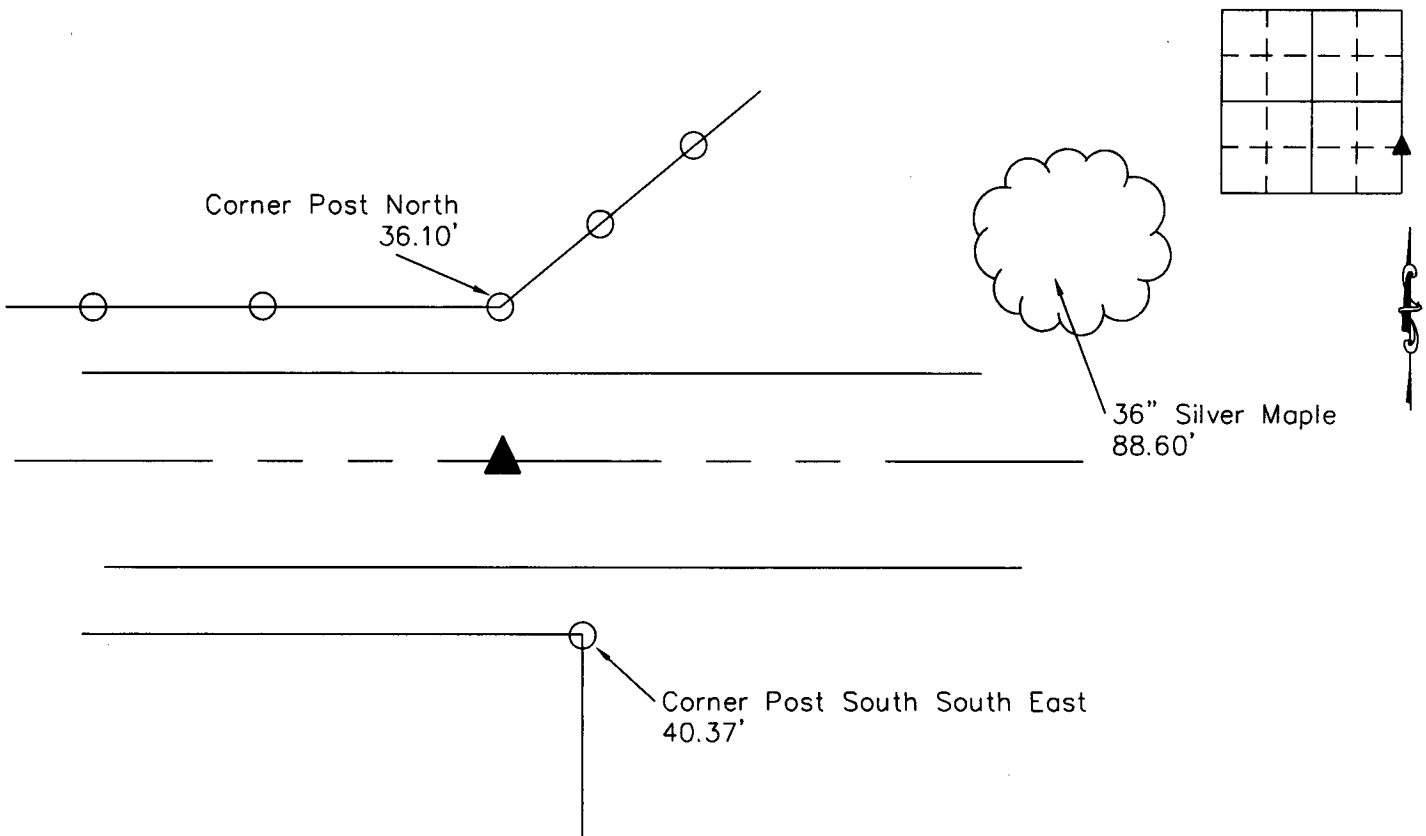 Corner Post North
36.10'
36" Silver Maple
88.60'
Corner Post South South East
40.37'